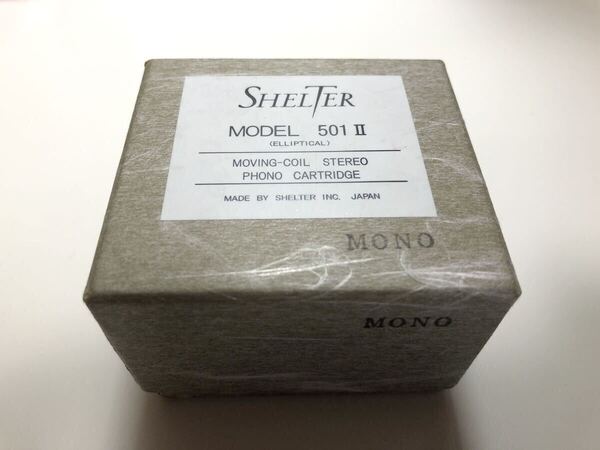 SHELTER
MODEL 501 II
(ELLIPTICAL)
MOVING-COIL STEREO
PHONO CARTRIDGE
MADE BY SHELTER INC. JAPAN
MONO
MONO